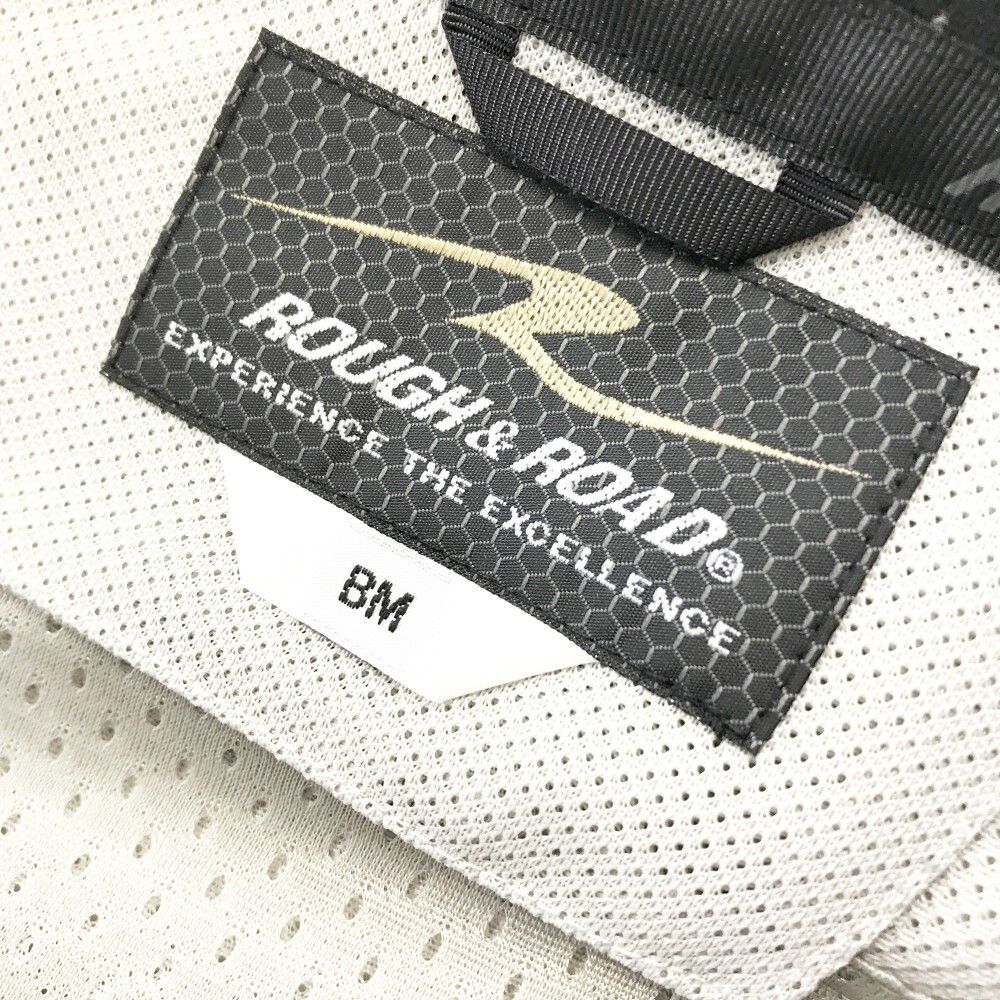 ROUGH & ROAD®
EXPERIENCE THE EXCELLENCE
BM